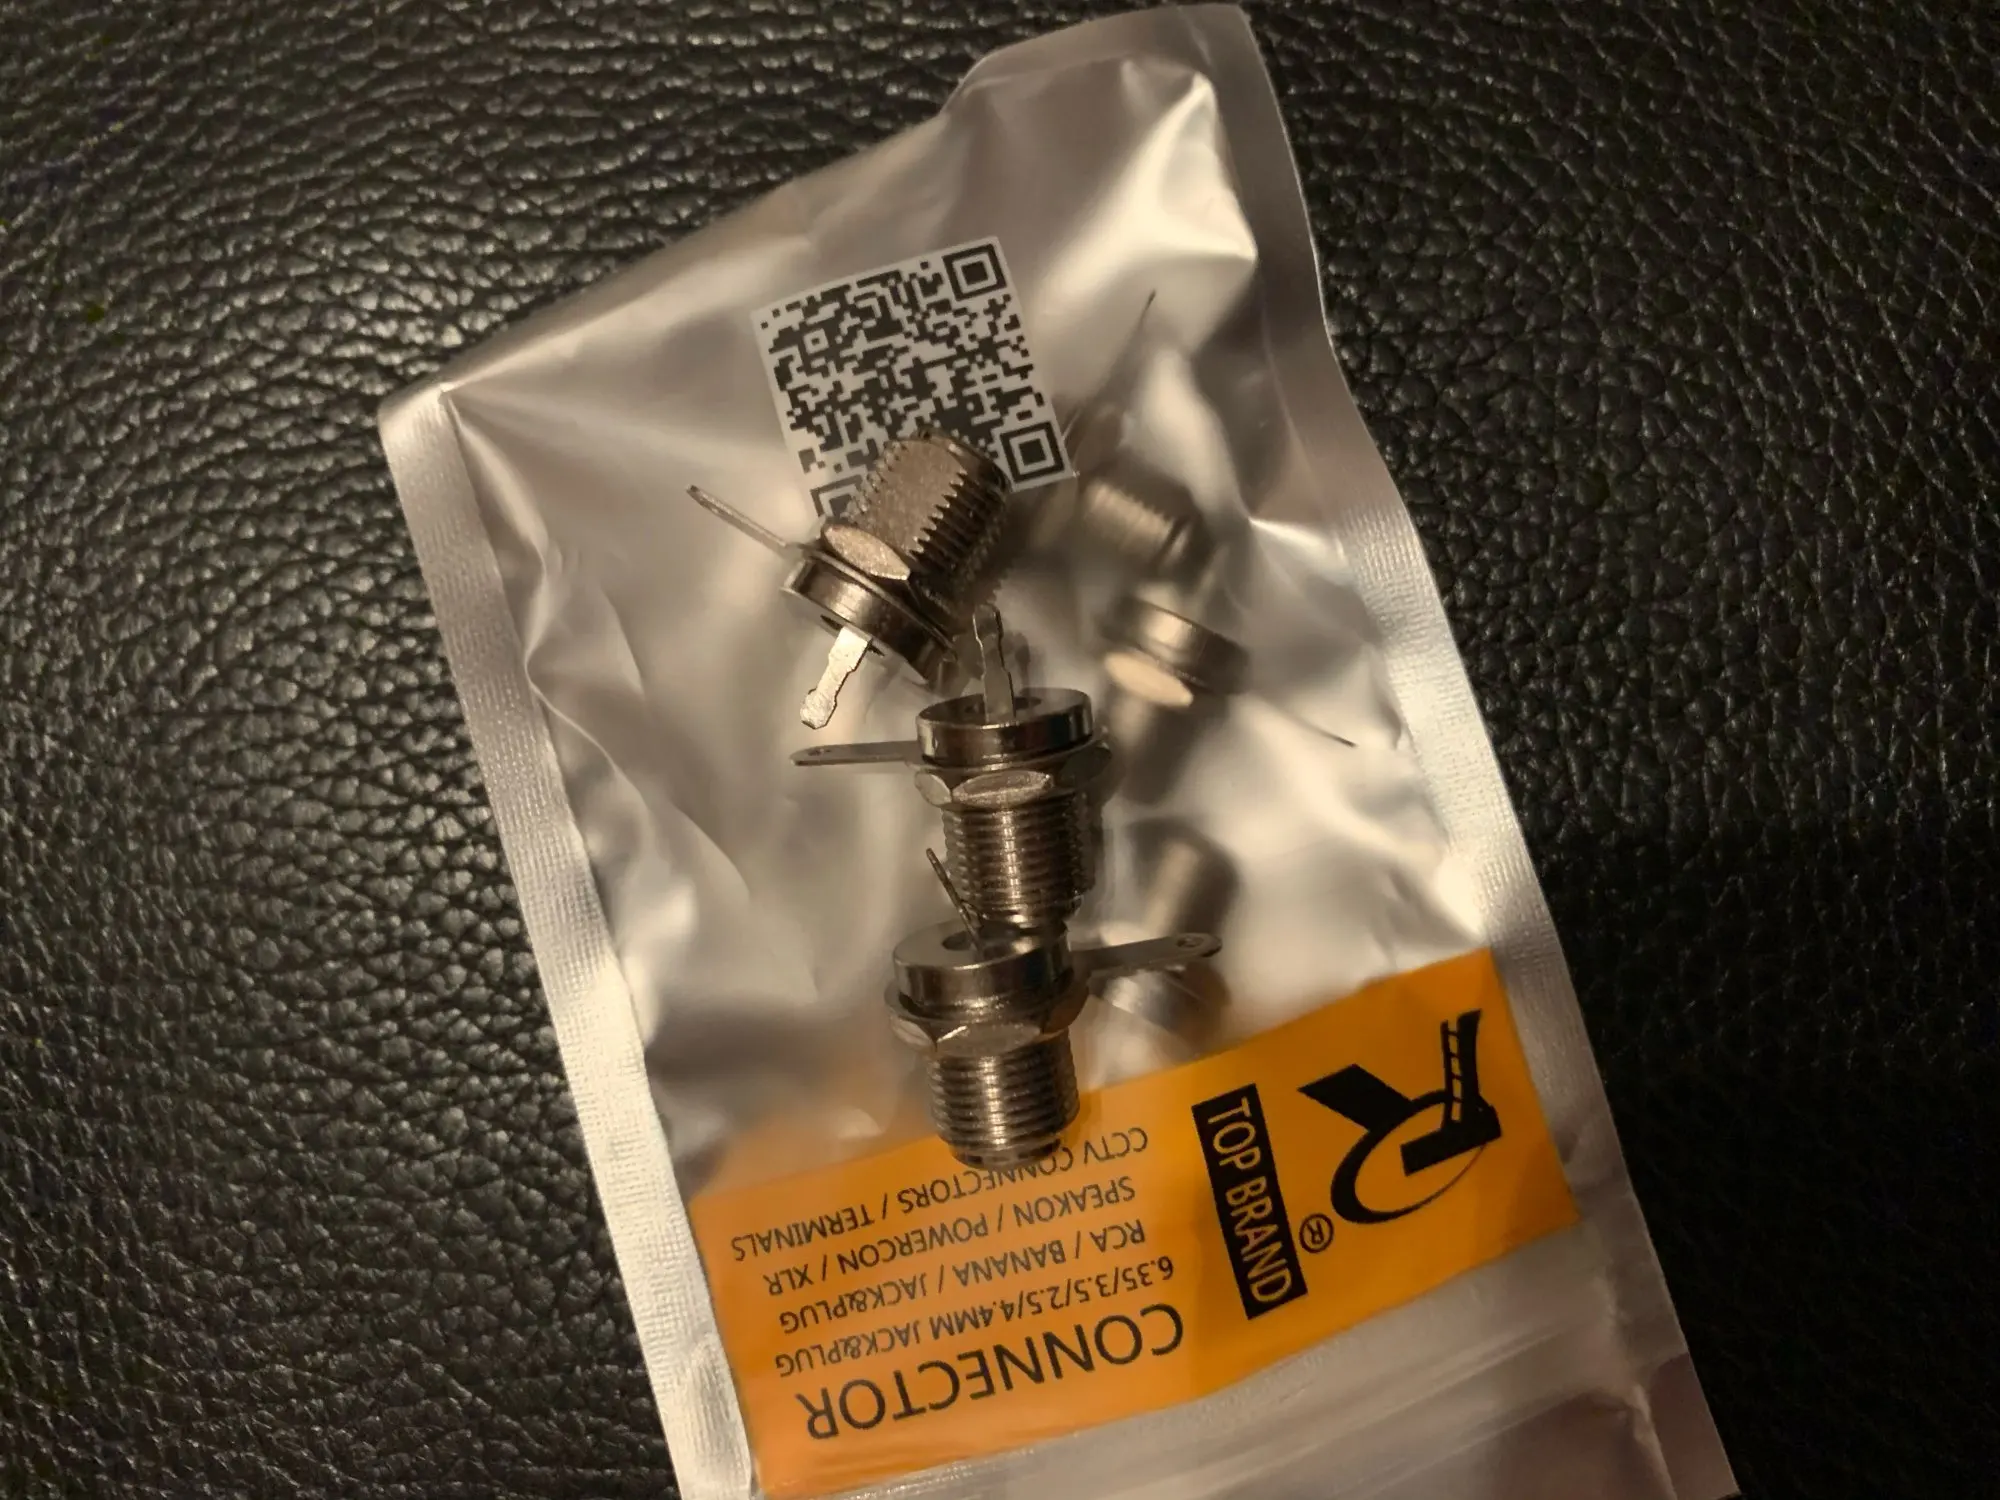 R
®
TOP BRAND
CONNECTOR
6.35/3.5/2.5/4.4MM JACK&PLUG
RCA / BANANA / JACK&PLUG
SPEAKON / POWERCON / XLR
CCTV CONNECTORS / TERMINALS